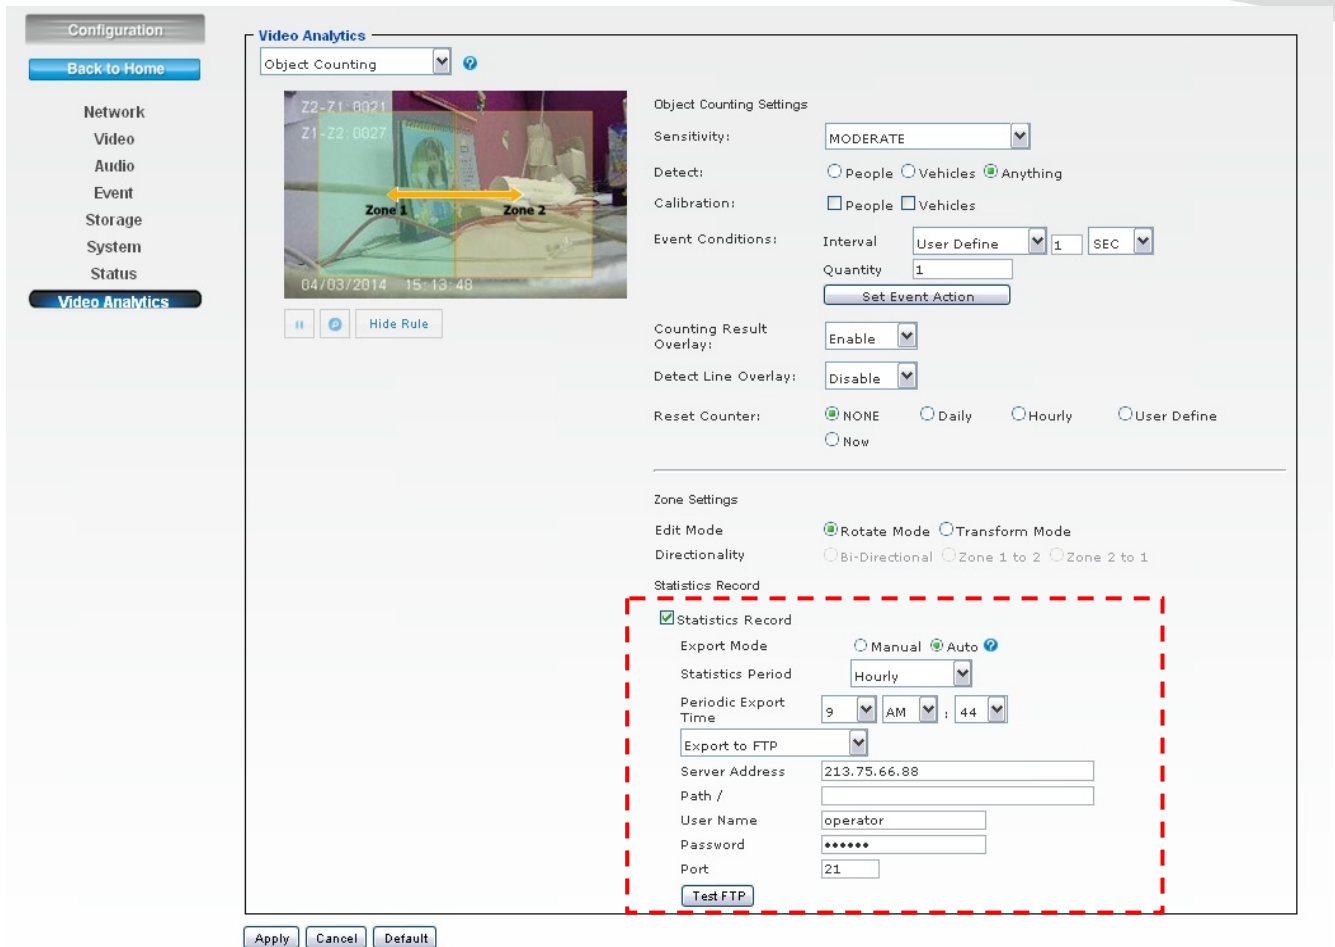 Configuration
Back to Home
Network
Video
Audio
Event
Storage
System
Status
Video Analytics
Video Analytics
Object Counting
Z2-Z1:0021
Z1-Z2:0027
Zone 1 Zone 2
04/03/2014 15:13:48
Hide Rule
Object Counting Settings
Sensitivity: MODERATE
Detect: People Vehicles Anything
Calibration: People Vehicles
Event Conditions: Interval User Define 1 SEC
Quantity 1
Set Event Action
Counting Result
Overlay: Enable
Detect Line Overlay: Disable
Reset Counter: NONE Daily Hourly User Define
Now
Zone Settings
Edit Mode Rotate Mode Transform Mode
Directionality Bi-Directional Zone 1 to 2 Zone 2 to 1
Statistics Record
Statistics Record
Export Mode Manual Auto
Statistics Period Hourly
Periodic Export
Time 9 AM : 44
Export to FTP
Server Address 213.75.66.88
Path /
User Name operator
Password ••••••
Port 21
Test FTP
Apply Cancel Default